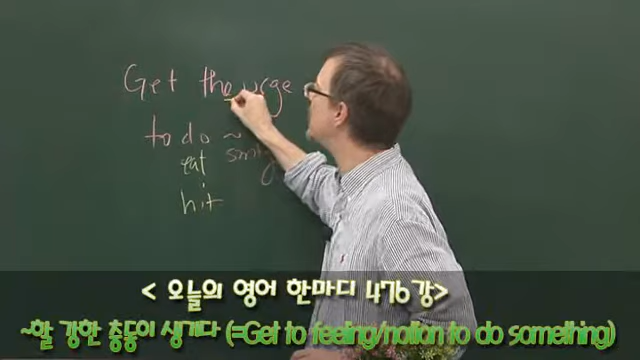 Get the urge
to do ~
eat
hit
< 오늘의 영어 한마디 476강>
~할 강한 충동이 생기다 (=Get to feeling/notion to do something)